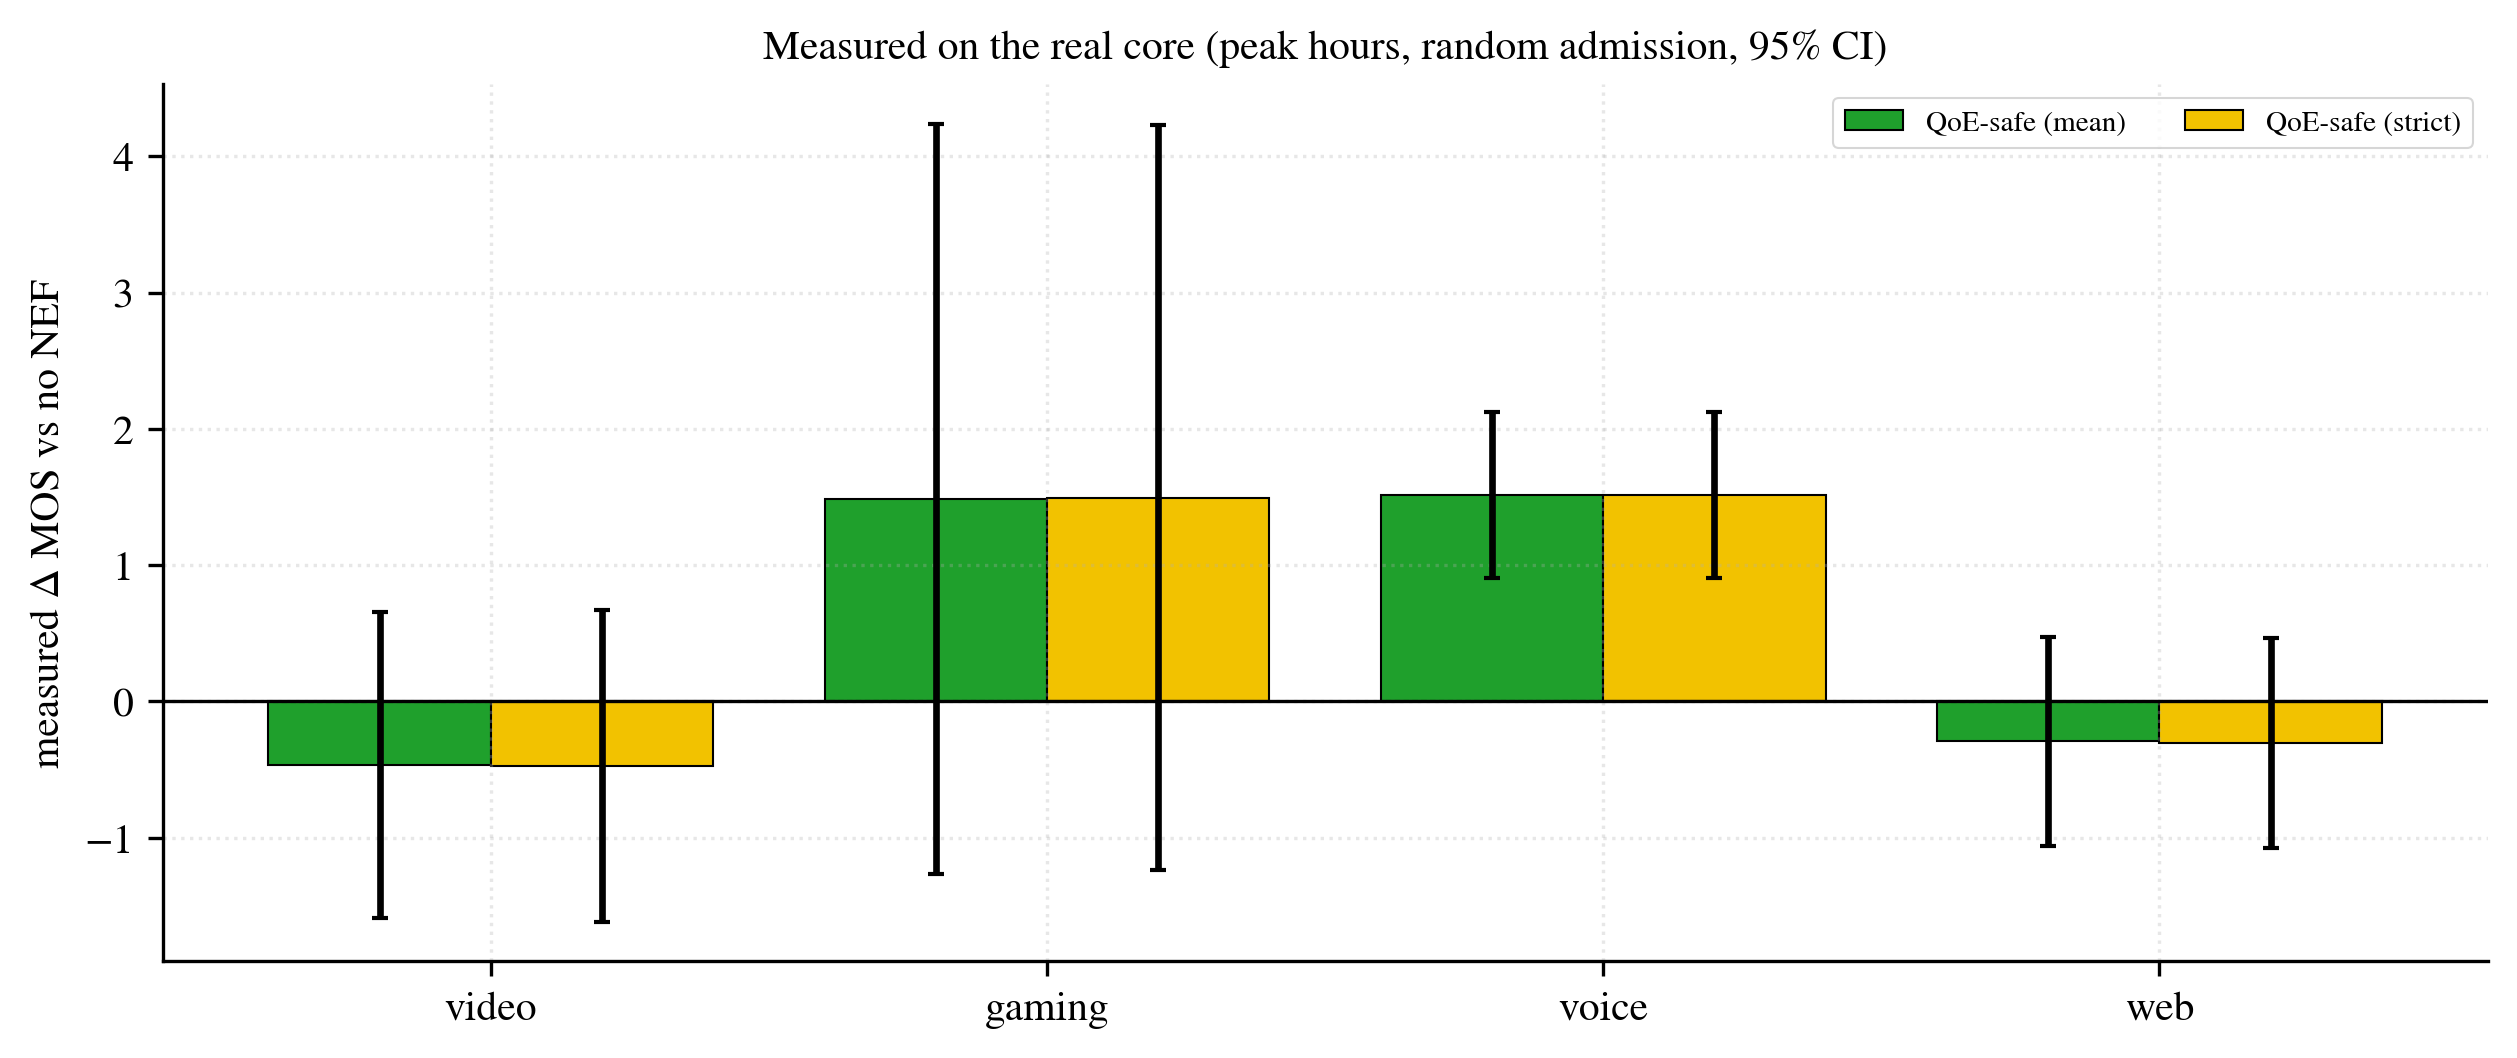 Measured on the real core (peak hours, random admission, 95% CI)
QoE-safe (mean)
QoE-safe (strict)
measured Δ MOS vs no NEF
4
3
2
1
0
−1
video
gaming
voice
web